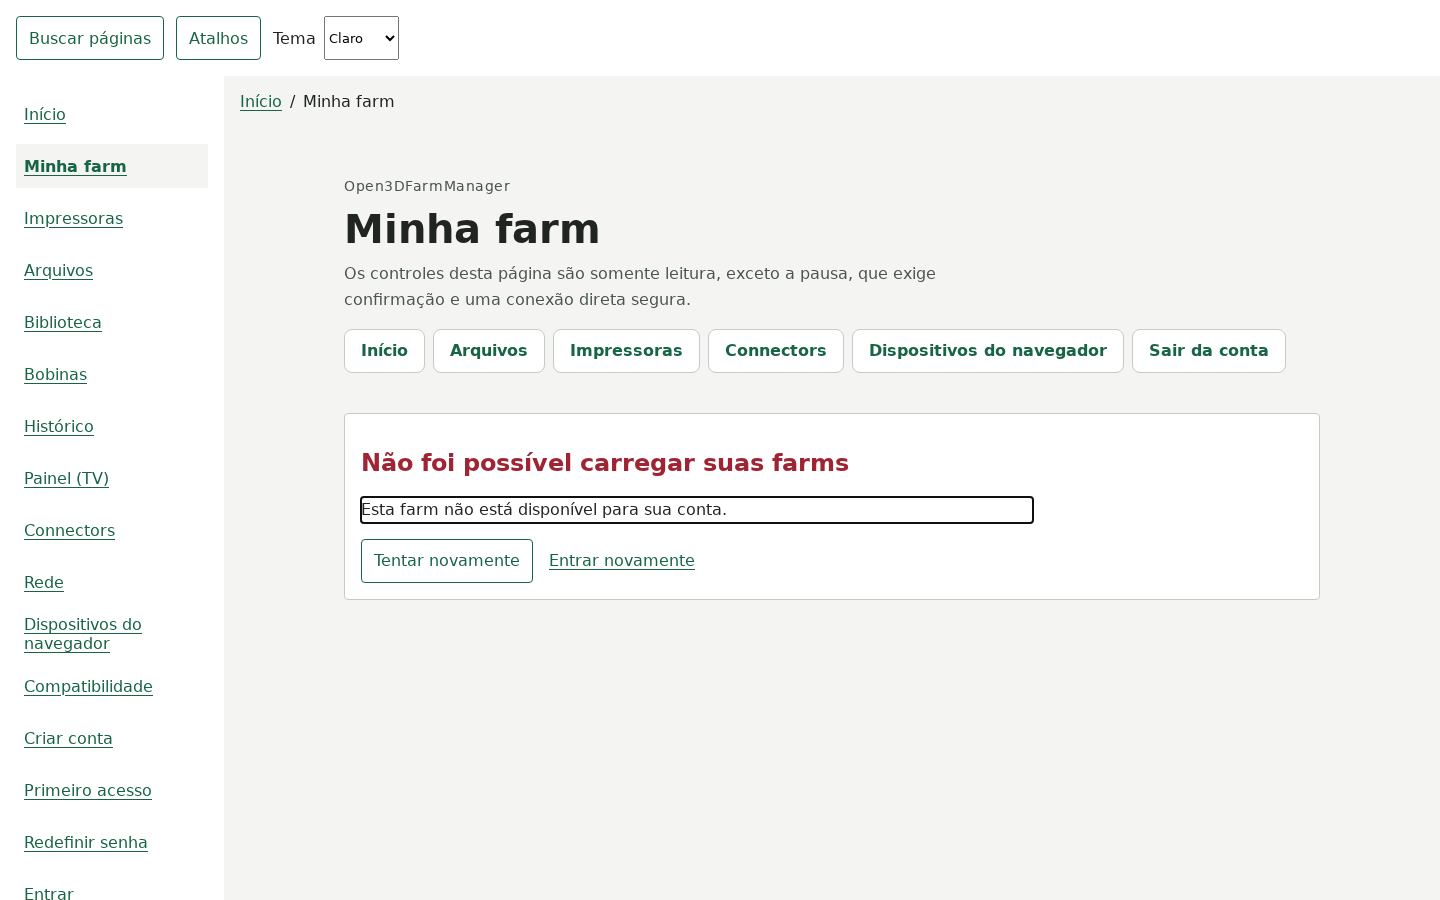 Buscar páginas Atalhos Tema Claro
Início
Minha farm
Impressoras
Arquivos
Biblioteca
Bobinas
Histórico
Painel (TV)
Connectors
Rede
Dispositivos do
navegador
Compatibilidade
Criar conta
Primeiro acesso
Redefinir senha
Entrar
Início / Minha farm
Open3DFarmManager
Minha farm
Os controles desta página são somente leitura, exceto a pausa, que exige
confirmação e uma conexão direta segura.
Início Arquivos Impressoras Connectors Dispositivos do navegador Sair da conta
Não foi possível carregar suas farms
Esta farm não está disponível para sua conta.
Tentar novamente Entrar novamente